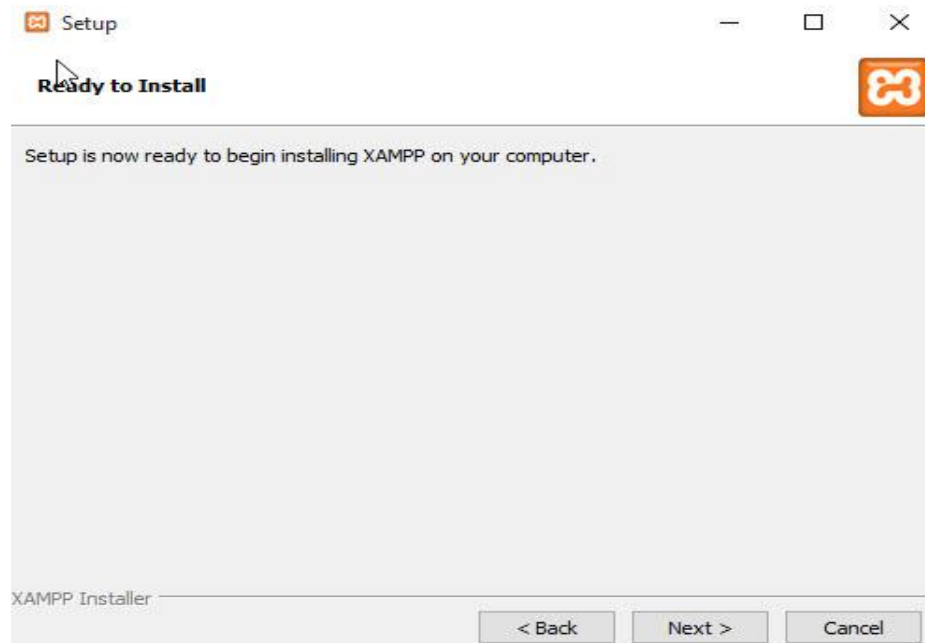 Setup
Ready to Install
Setup is now ready to begin installing XAMPP on your computer.
XAMPP Installer
< Back
Next >
Cancel